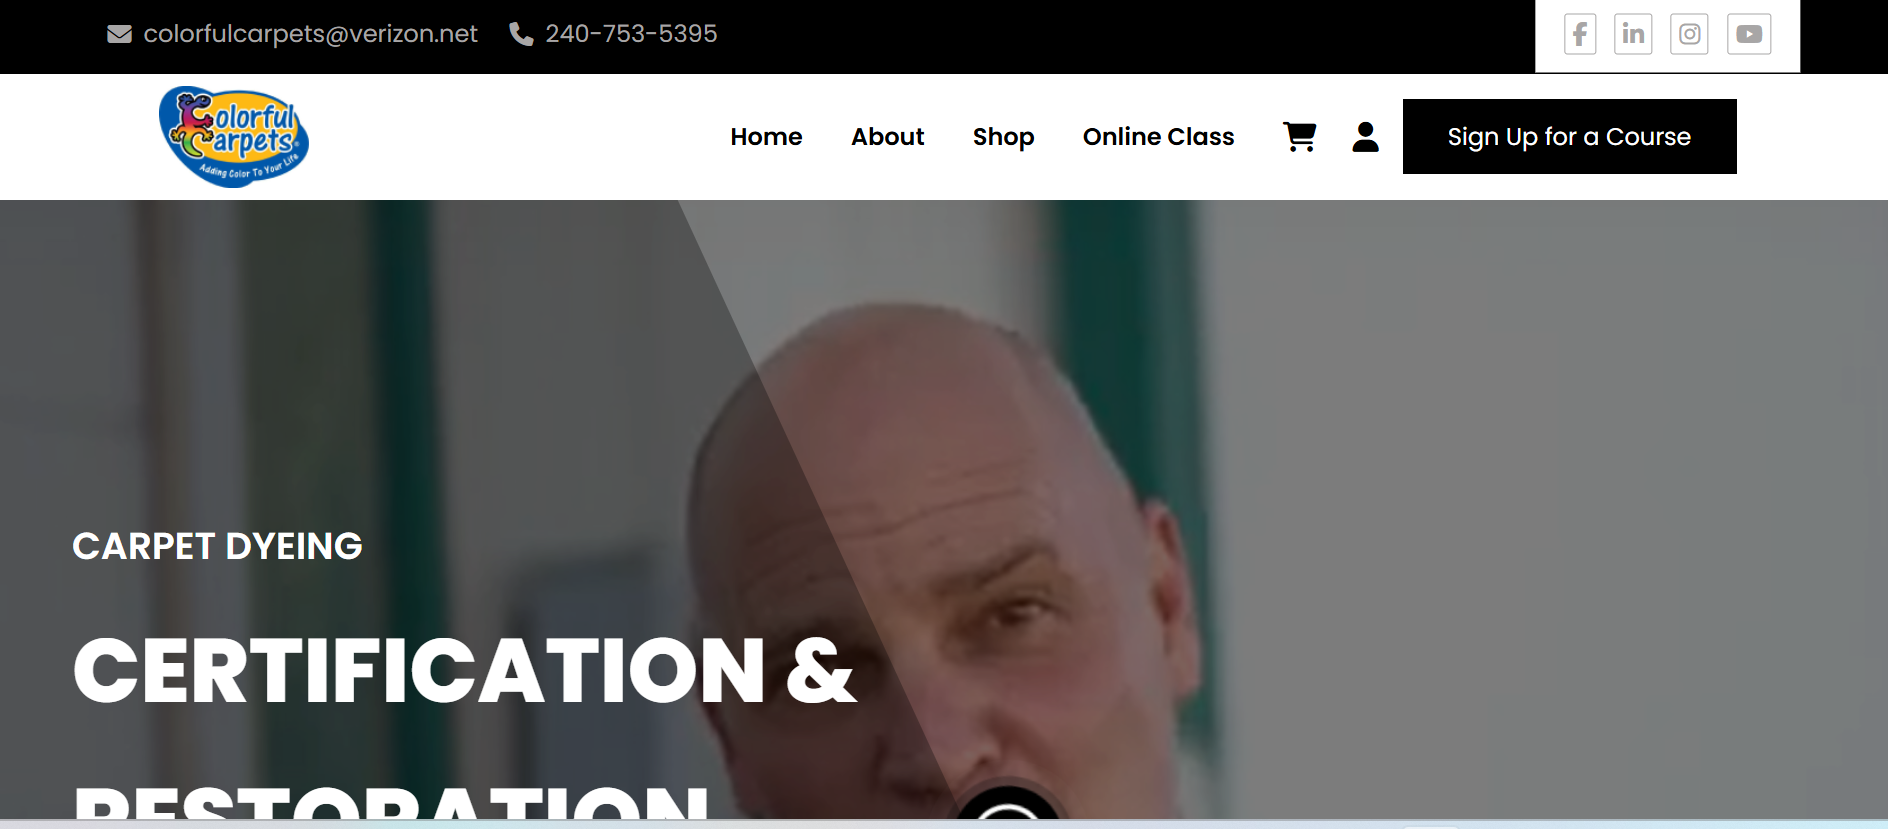 colorfulcarpets@verizon.net 240-753-5395
Colorful
Carpets
Adding Color To Your Life
Home About Shop Online Class Sign Up for a Course
CARPET DYEING
CERTIFICATION &
RESTORATION